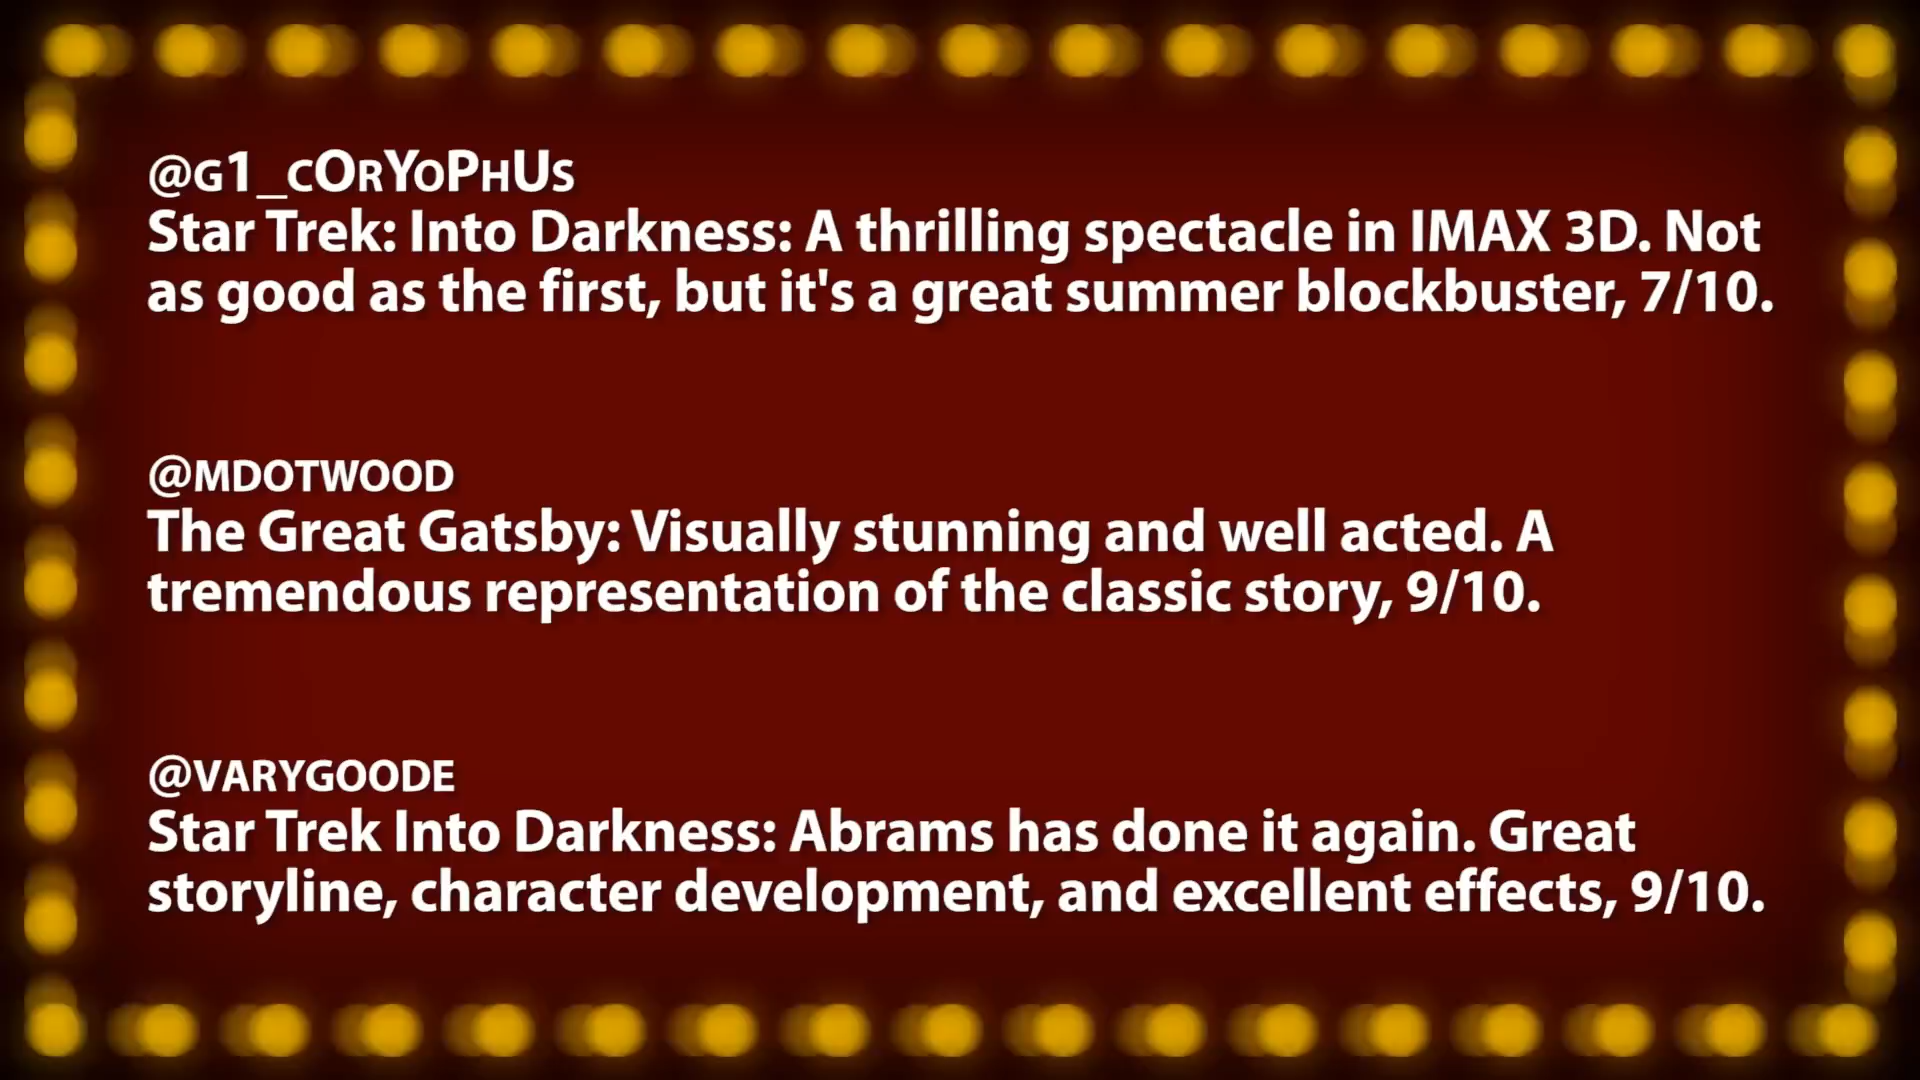 @G1_cOrYoPhUs
Star Trek: Into Darkness: A thrilling spectacle in IMAX 3D. Not
as good as the first, but it's a great summer blockbuster, 7/10.
@MDOTWOOD
The Great Gatsby: Visually stunning and well acted. A
tremendous representation of the classic story, 9/10.
@VARYGOODE
Star Trek Into Darkness: Abrams has done it again. Great
storyline, character development, and excellent effects, 9/10.